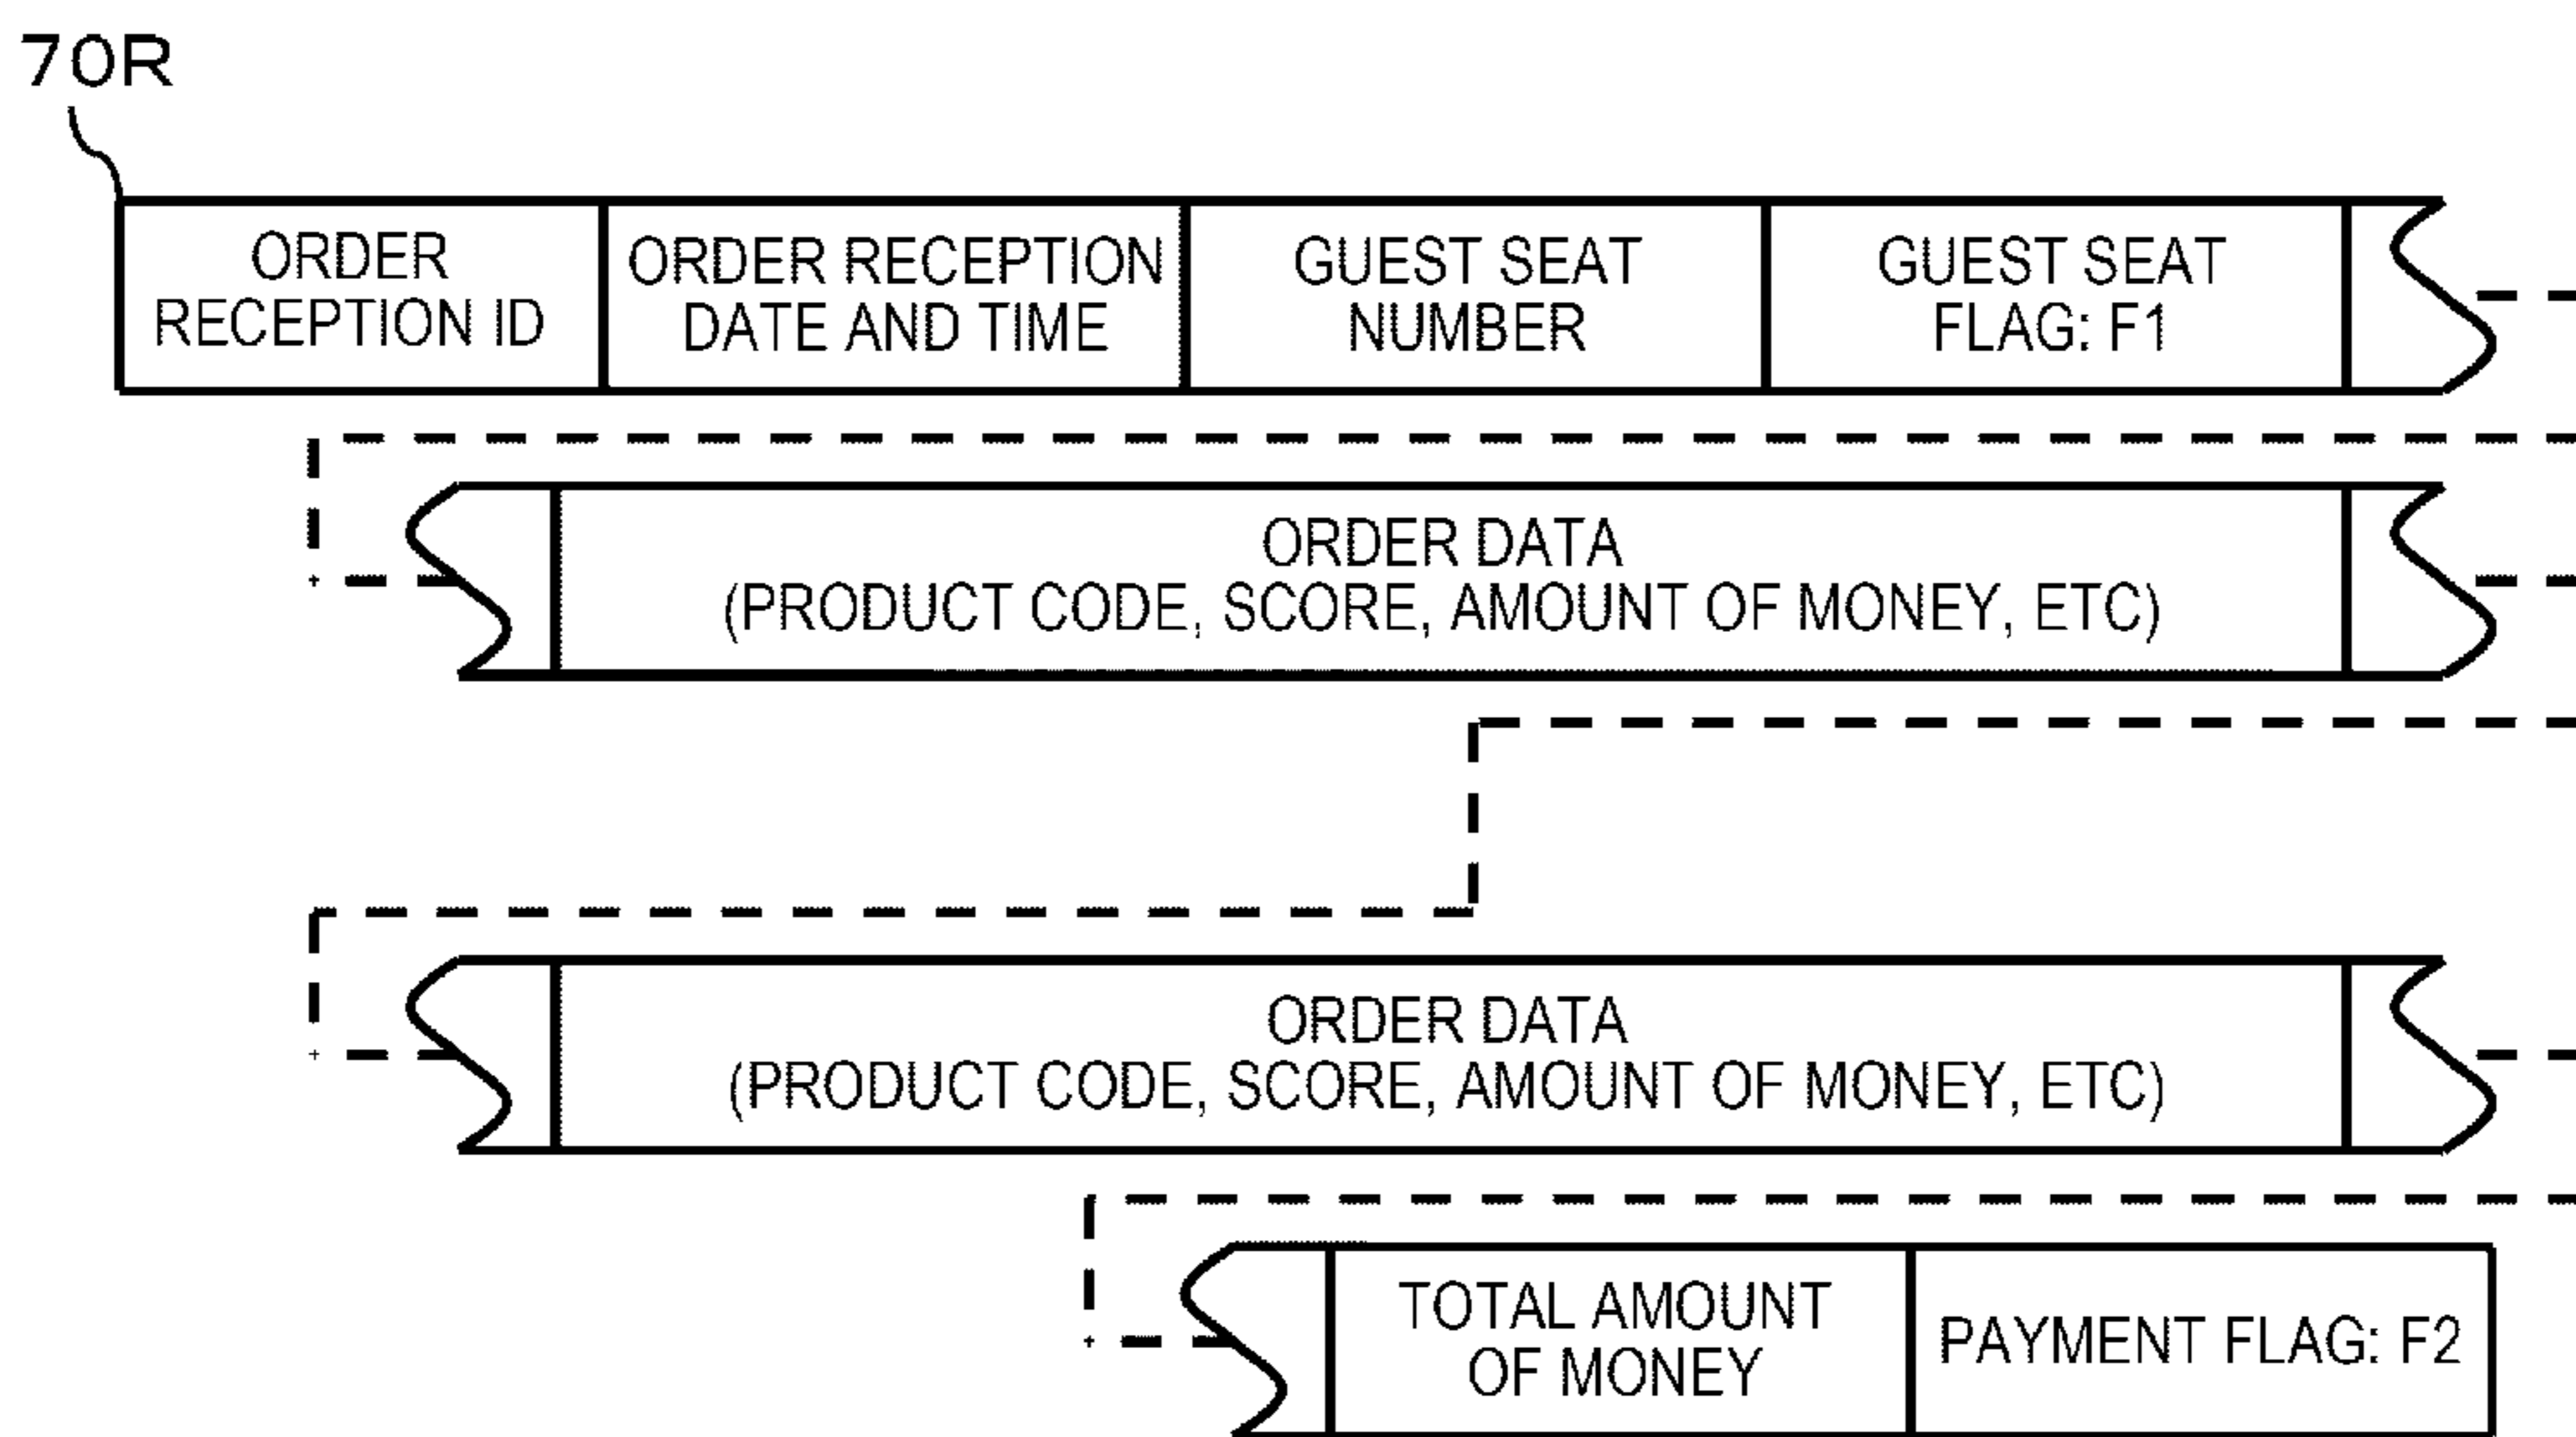 70R
ORDER
RECEPTION ID
ORDER RECEPTION
DATE AND TIME
GUEST SEAT
NUMBER
GUEST SEAT
FLAG: F1
ORDER DATA
(PRODUCT CODE, SCORE, AMOUNT OF MONEY, ETC)
ORDER DATA
(PRODUCT CODE, SCORE, AMOUNT OF MONEY, ETC)
TOTAL AMOUNT
OF MONEY
PAYMENT FLAG: F2